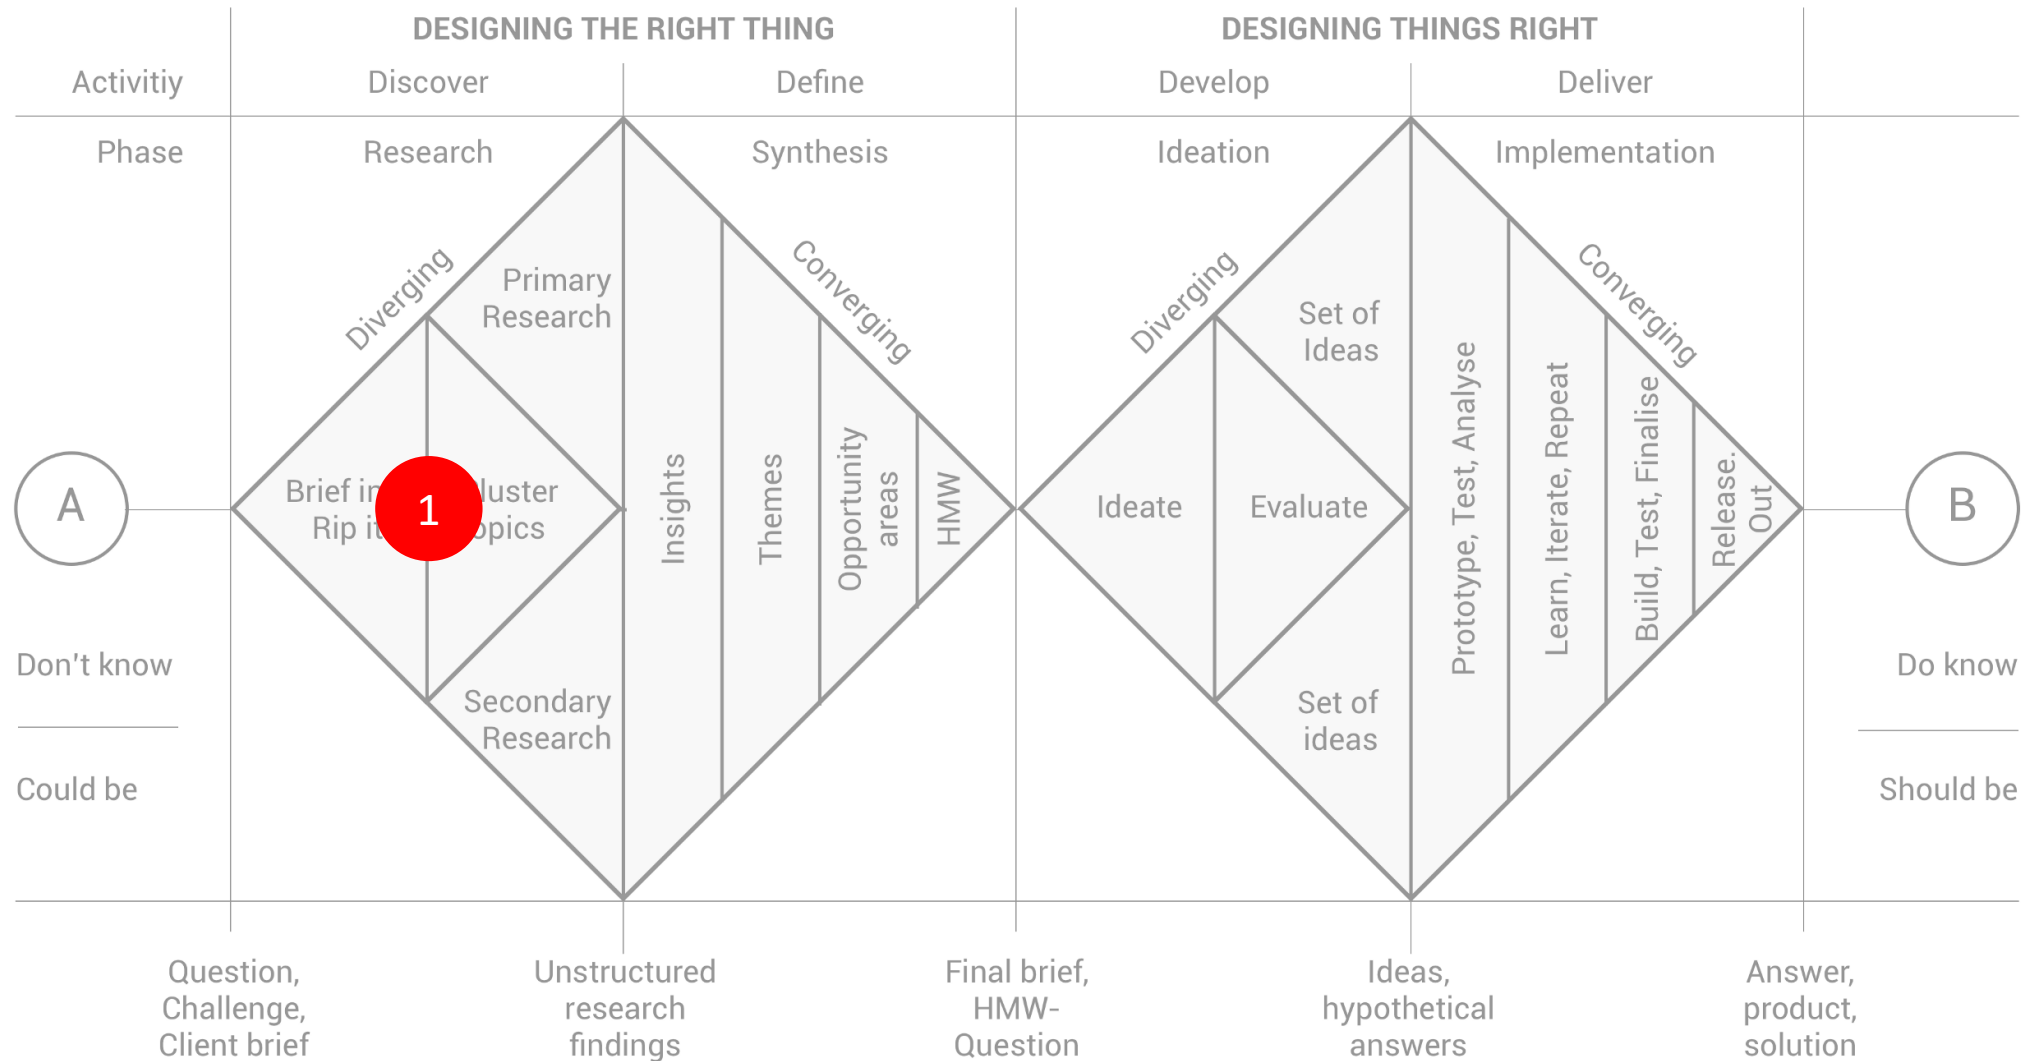 DESIGNING THE RIGHT THING
DESIGNING THINGS RIGHT
Activitiy
Discover
Define
Develop
Deliver
Phase
Research
Synthesis
Ideation
Implementation
Diverging
Primary
Research
Converging
Diverging
Set of
Ideas
Converging
A
Brief in
Rip it
1
Secondary
Research
Insights
Themes
Opportunity
areas
HMW
Ideate
Evaluate
Set of
ideas
Prototype, Test, Analyse
Learn, Iterate, Repeat
Build, Test, Finalise
Release.
Out
B
Don't know
Could be
Do know
Should be
Question,
Challenge,
Client brief
Unstructured
research
findings
Final brief,
HMW-
Question
Ideas,
hypothetical
answers
Answer,
product,
solution